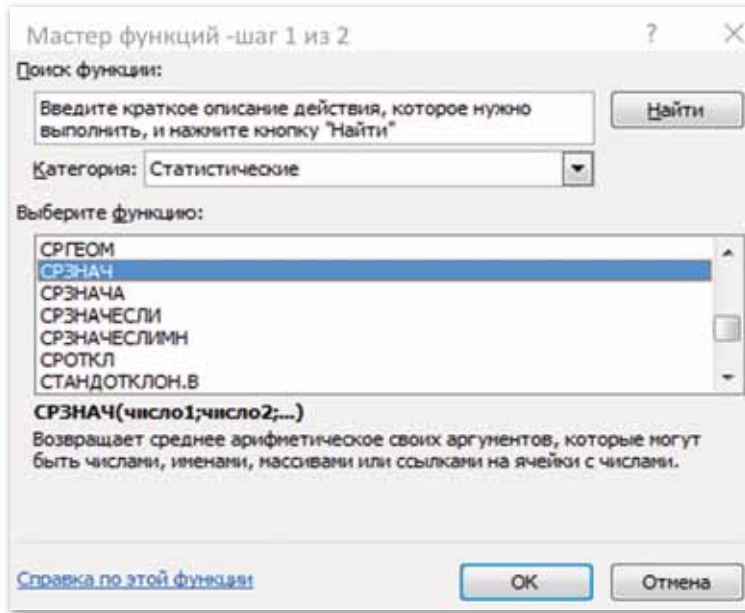 Мастер функций -шаг 1 из 2
? ×
Поиск функции:
Введите краткое описание действия, которое нужно
выполнить, и нажмите кнопку "Найти"
Найти
Категория: Статистические
Выберите функцию:
СРГЕОМ
СРЗНАЧ
СРЗНАЧА
СРЗНАЧЕСЛИ
СРЗНАЧЕСЛИМН
СРОТКЛ
СТАНДОТКЛОН.В
СРЗНАЧ(число1;число2;...)
Возвращает среднее арифметическое своих аргументов, которые могут
быть числами, именами, массивами или ссылками на ячейки с числами.
Справка по этой функции
ОК
Отмена